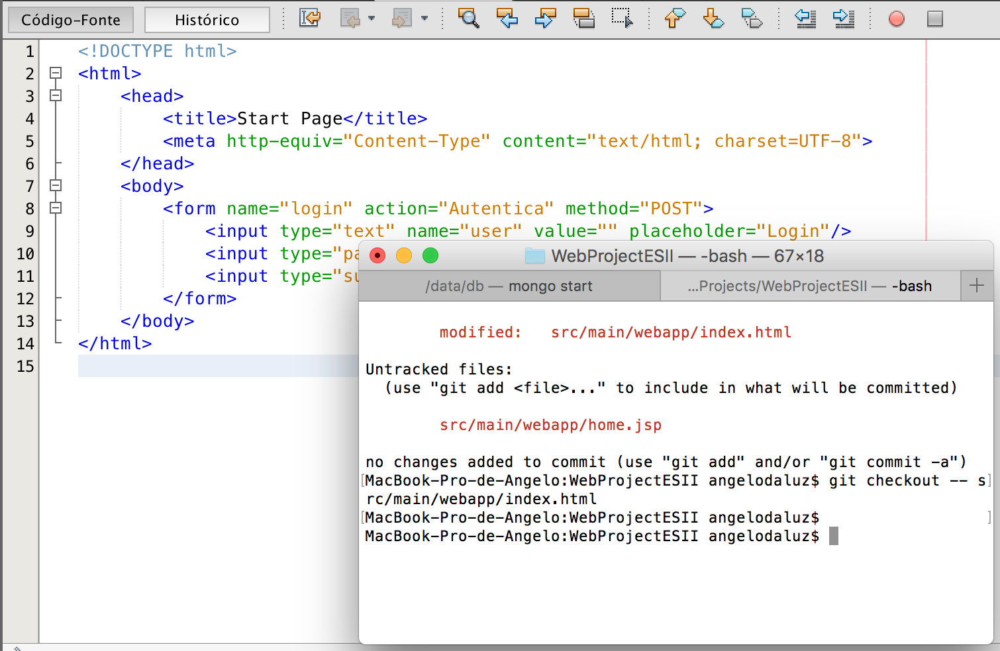 Código-Fonte Histórico
1 <!DOCTYPE html>
2 <html>
3 <head>
4 <title>Start Page</title>
5 <meta http-equiv="Content-Type" content="text/html; charset=UTF-8">
6 </head>
7 <body>
8 <form name="login" action="Autentica" method="POST">
9 <input type="text" name="user" value="" placeholder="Login"/>
10 <input type="pa
11 <input type="su
12 </form>
13 </body>
14 </html>
15
WebProjectESII — -bash — 67×18
/data/db — mongo start
...Projects/WebProjectESII — -bash
modified: src/main/webapp/index.html
Untracked files:
(use "git add <file>..." to include in what will be committed)
src/main/webapp/home.jsp
no changes added to commit (use "git add" and/or "git commit -a")
[MacBook-Pro-de-Angelo:WebProjectESII angelodaluz$ git checkout -- s]
rc/main/webapp/index.html
[MacBook-Pro-de-Angelo:WebProjectESII angelodaluz$ ]
MacBook-Pro-de-Angelo:WebProjectESII angelodaluz$